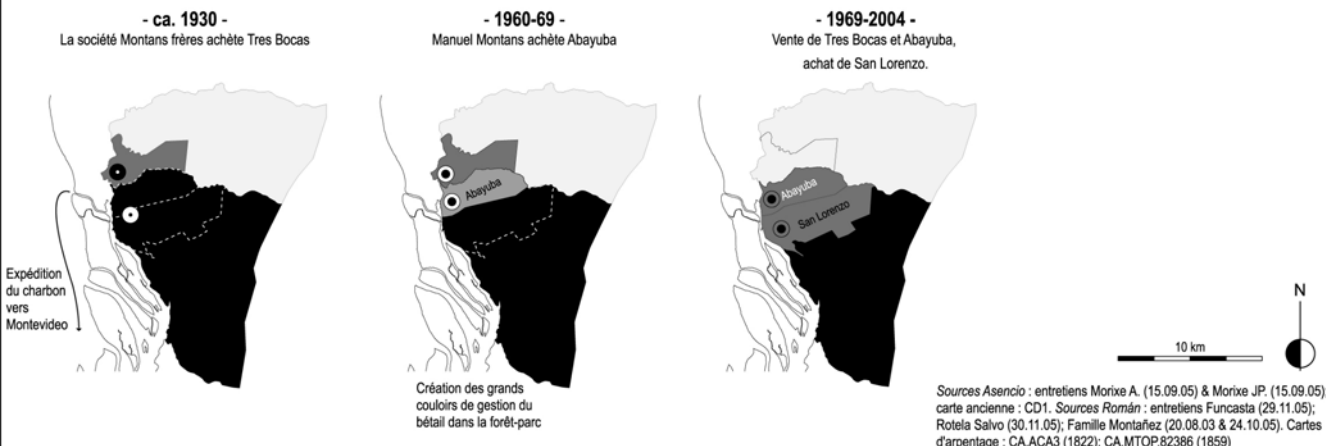 - ca. 1930 -
La société Montans frères achète Tres Bocas
Expédition
du charbon
vers
Montevideo
- 1960-69 -
Manuel Montans achète Abayuba
Abayuba
Création des grands
couloirs de gestion du
bétail dans la forêt-parc
- 1969-2004 -
Vente de Tres Bocas et Abayuba,
achat de San Lorenzo.
Abayuba
San Lorenzo
N
10 km
Sources Asencio : entretiens Morixe A. (15.09.05) & Morixe JP. (15.09.05)
carte ancienne : CD1. Sources Román : entretiens Funcasta (29.11.05);
Rotela Salvo (30.11.05); Famille Montañez (20.08.03 & 24.10.05). Cartes
d'arpentage : CA.ACA3 (1822); CA.MTOP.82386 (1859)